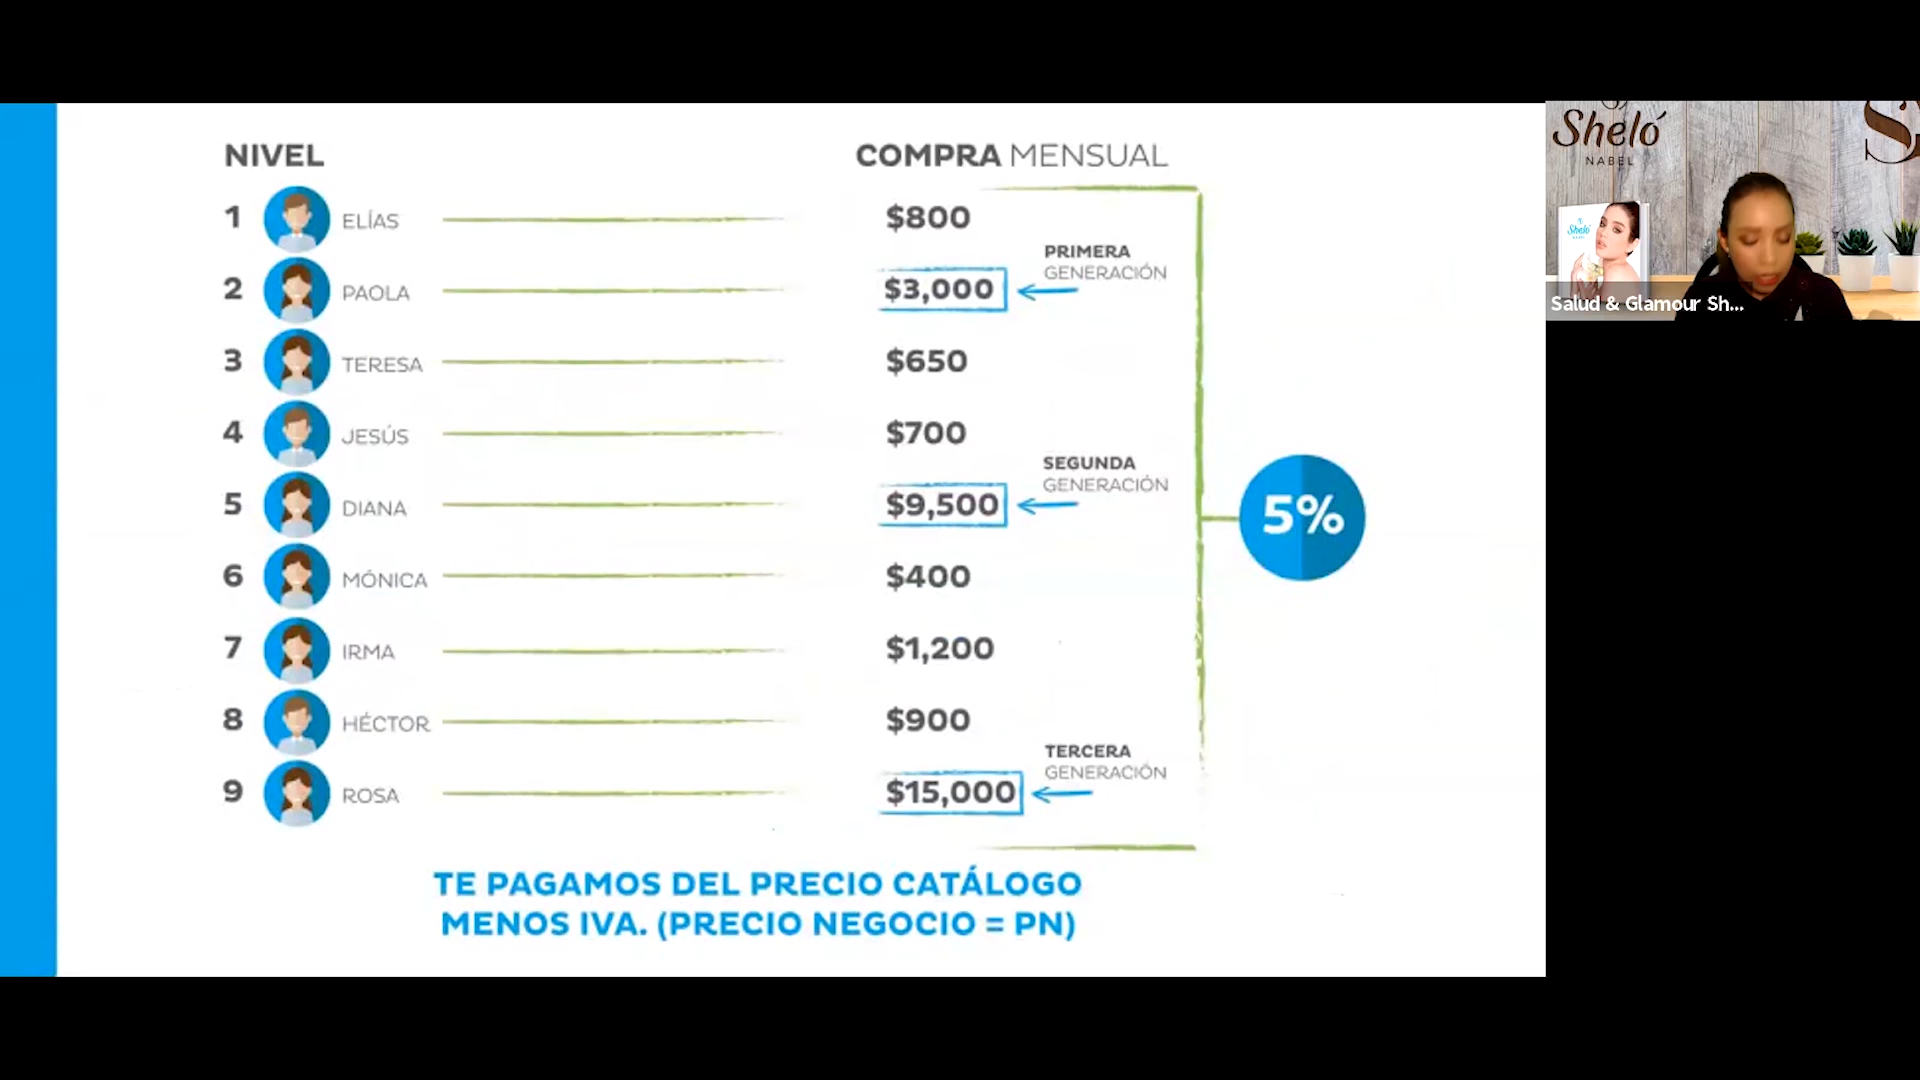 NIVEL
COMPRA MENSUAL
1 ELÍAS $800
PRIMERA
GENERACIÓN
2 PAOLA $3,000
3 TERESA $650
4 JESÚS $700
SEGUNDA
GENERACIÓN
5 DIANA $9,500
6 MÓNICA $400
7 IRMA $1,200
8 HÉCTOR $900
TERCERA
GENERACIÓN
9 ROSA $15,000
5%
TE PAGAMOS DEL PRECIO CATÁLOGO
MENOS IVA. (PRECIO NEGOCIO = PN)
Sheló
NABEL
S
Sheló
Salud & Glamour Sh...